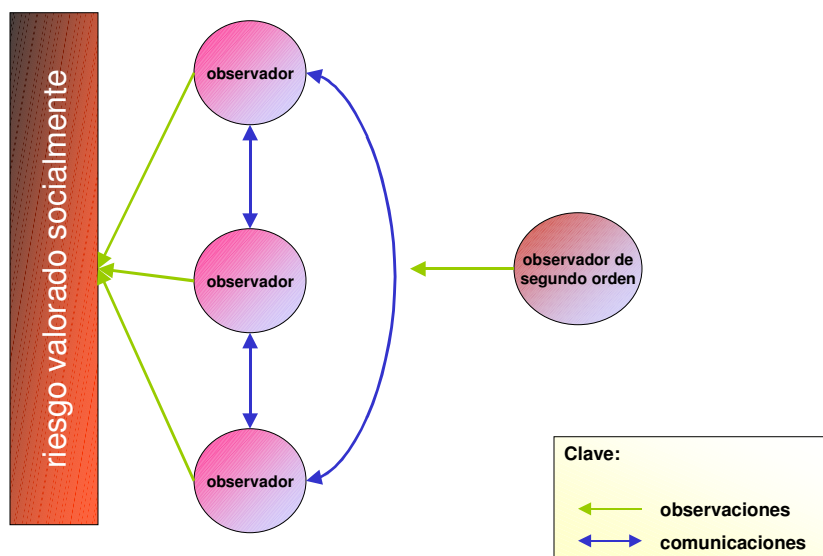 riesgo valorado socialmente
observador
observador
observador
observador de
segundo orden
Clave:
observaciones
comunicaciones